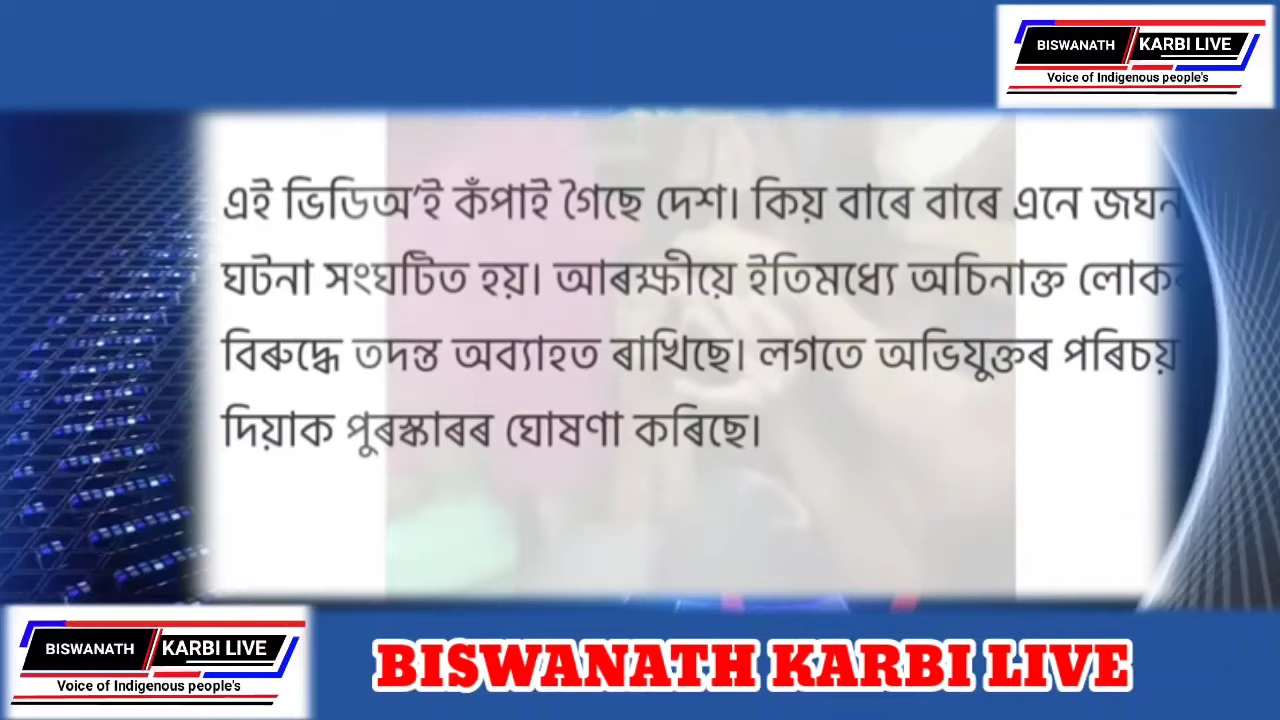 BISWANATH KARBI LIVE
Voice of Indigenous people's
এই ভিডিঅ’ই কঁপাই গৈছে দেশ। কিয় বাৰে বাৰে এনে জঘন
ঘটনা সংঘটিত হয়। আৰক্ষীয়ে ইতিমধ্যে অচিনাক্ত লোকৰ
বিৰুদ্ধে তদন্ত অব্যাহত ৰাখিছে। লগতে অভিযুক্তৰ পৰিচয়
দিয়াক পুৰস্কাৰৰ ঘোষণা কৰিছে।
BISWANATH KARBI LIVE
Voice of Indigenous people's
BISWANATH KARBI LIVE